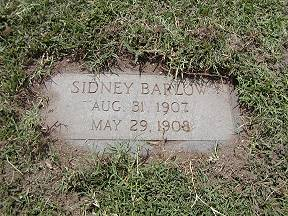 SIDNEY BARLOW
AUG. 31 1907
MAY 29. 1908